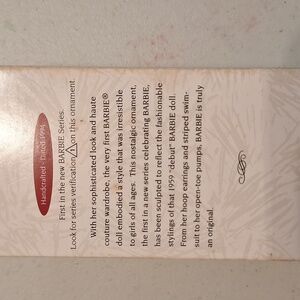 Handcrafted • Dated 1994
First in the new BARBIE Series.
Look for series verification on this ornament.
With her sophisticated look and haute
couture wardrobe, the very first BARBIE®
doll embodied a style that was irresistible
to girls of all ages. This nostalgic ornament,
the first in a new series celebrating BARBIE,
has been sculpted to reflect the fashionable
stylings of that 1959 "debut" BARBIE doll.
From her hoop earrings and striped swim-
suit to her open-toe pumps, BARBIE is truly
an original.